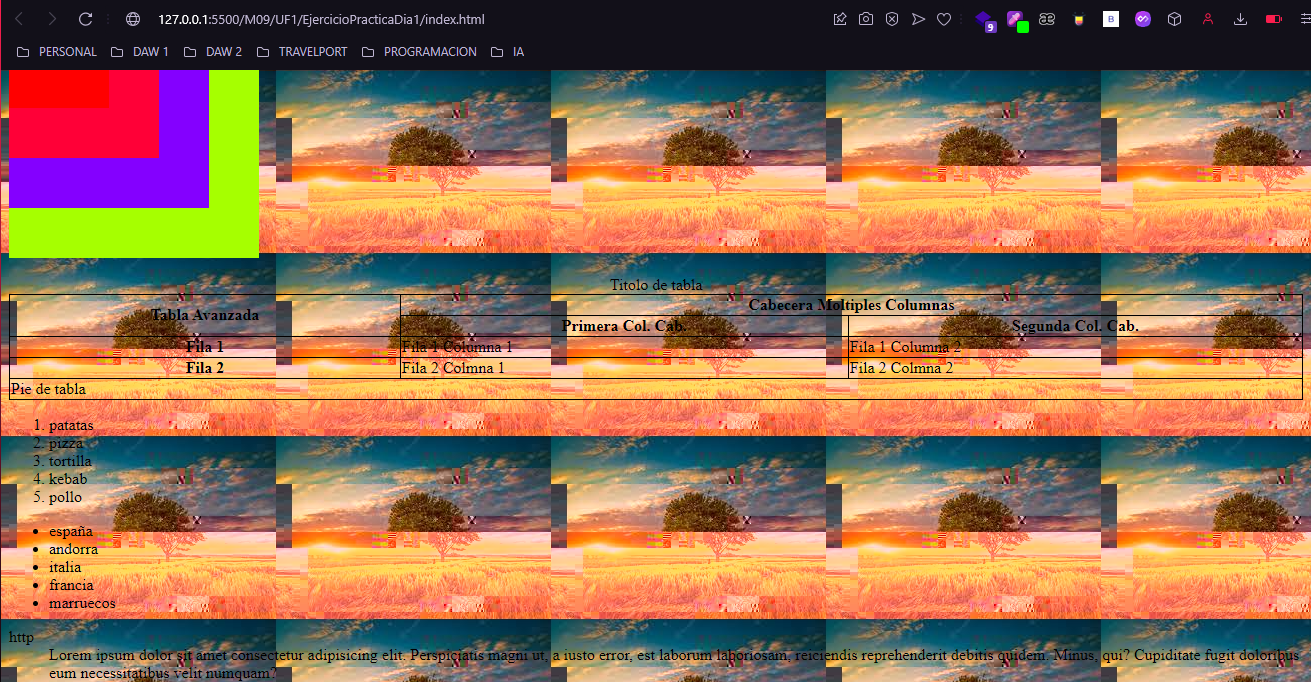 127.0.0.1:5500/M09/UF1/EjercicioPracticaDia1/index.html
9
B
PERSONAL DAW 1 DAW 2 TRAVELPORT PROGRAMACION IA
Titolo de tabla
Tabla Avanzada
Cabecera Moltiples Columnas
Primera Col. Cab. Segunda Col. Cab.
Fila 1 Fila 1 Columna 1 Fila 1 Columna 2
Fila 2 Fila 2 Colmna 1 Fila 2 Colmna 2
Pie de tabla
1. patatas
2. pizza
3. tortilla
4. kebab
5. pollo
• españa
• andorra
• italia
• francia
• marruecos
http
Lorem ipsum dolor sit amet consectetur adipisicing elit. Perspiciatis magni ut, a iusto error, est laborum laboriosam, reiciendis reprehenderit debitis quidem. Minus, qui? Cupiditate fugit doloribus
eum necessitatibus velit numquam?